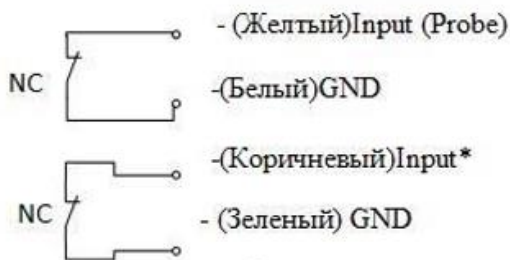 - (Желтый)Input (Probe)
NC
-(Белый)GND
-(Коричневый)Input*
NC
- (Зеленый) GND